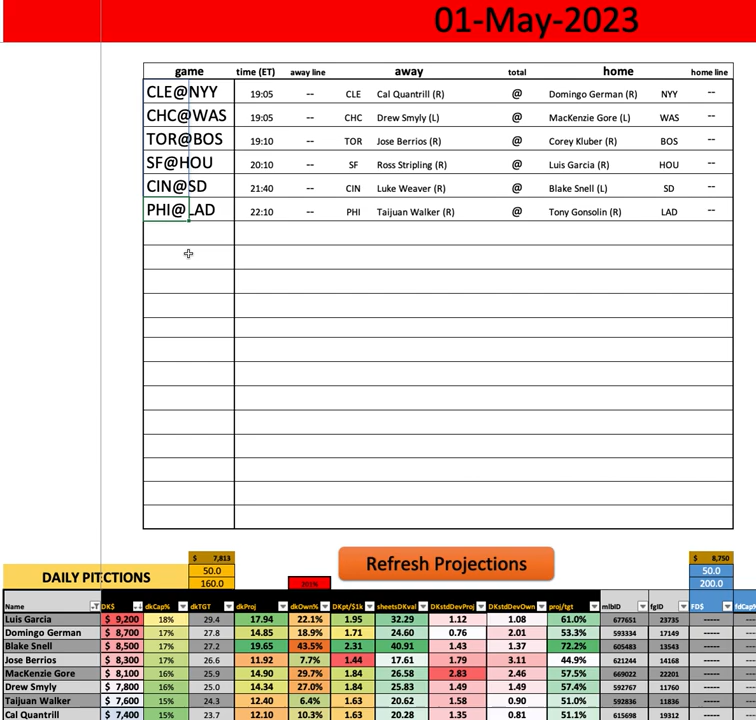 01-May-2023
game time (ET) away line away total home home line
CLE@NYY 19:05 -- CLE Cal Quantrill (R) @ Domingo German (R) NYY --
CHC@WAS 19:05 -- CHC Drew Smyly (L) @ MacKenzie Gore (L) WAS --
TOR@BOS 19:10 -- TOR Jose Berrios (R) @ Corey Kluber (R) BOS --
SF@HOU 20:10 -- SF Ross Stripling (R) @ Luis Garcia (R) HOU --
CIN@SD 21:40 -- CIN Luke Weaver (R) @ Blake Snell (L) SD --
PHI@LAD 22:10 -- PHI Taijuan Walker (R) @ Tony Gonsolin (R) LAD --
$ 7,813 $ 8,750
DAILY PITCTIONS 50.0 Refresh Projections 50.0
160.0 200.0
Name DK$ dkCap% dkTGT dkProj dkOwn% DKpt/$1k sheetsDKval DKstdDevProj DKstdDevOwn proj/tgt mlbID fgID FD$ fdCap%
Luis Garcia $ 9,200 18% 29.4 17.94 22.1% 1.95 32.29 1.12 1.08 61.0% 677651 23735 -----
Domingo German $ 8,700 17% 27.8 14.85 18.9% 1.71 24.60 0.76 2.01 53.3% 593334 17149 -----
Blake Snell $ 8,500 17% 27.2 19.65 43.5% 2.31 40.91 1.43 1.37 72.2% 605483 13543 -----
Jose Berrios $ 8,300 17% 26.6 11.92 7.7% 1.44 17.61 1.79 3.11 44.9% 621244 14168 -----
MacKenzie Gore $ 8,100 16% 25.9 14.90 29.7% 1.84 26.58 2.83 2.46 57.5% 669022 22201 -----
Drew Smyly $ 7,800 16% 25.0 14.34 27.0% 1.84 25.83 1.49 1.49 57.4% 592767 11760 -----
Taijuan Walker $ 7,600 15% 24.3 12.40 6.4% 1.63 20.62 1.58 0.90 51.0% 592836 11836 -----
Cal Quantrill $ 7,400 15% 23.7 12.10 10.3% 1.63 20.28 1.35 0.81 51.1% 615698 19312 -----